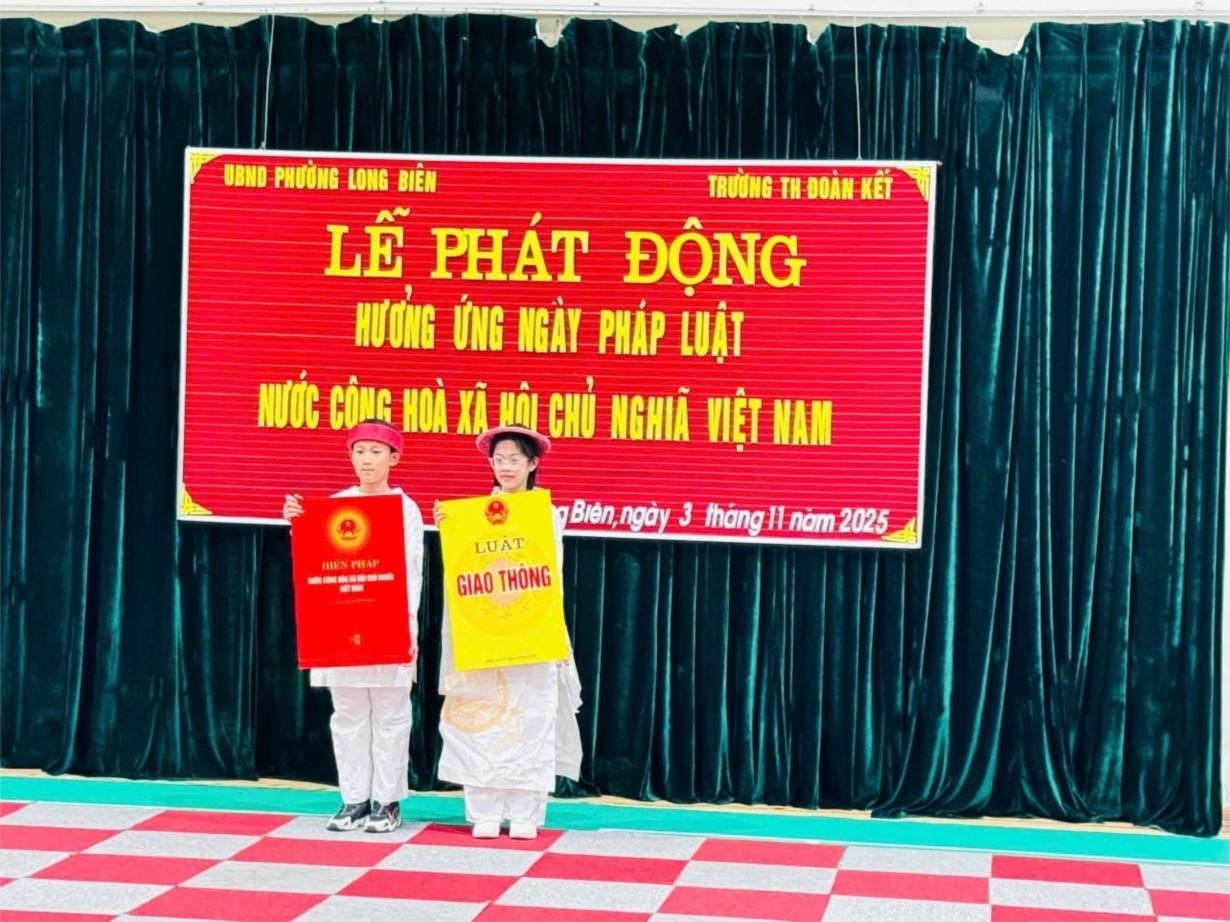 UBND PHƯỜNG LONG BIÊN
TRƯỜNG TH ĐOÀN KẾT
LỄ PHÁT ĐỘNG
HƯỞNG ỨNG NGÀY PHÁP LUẬT
NƯỚC CỘNG HOÀ XÃ HỘI CHỦ NGHIÃ VIỆT NAM
Biên, ngày 3 tháng 11 năm 2025
HIẾN PHÁP
NƯỚC CỘNG HÒA XÃ HỘI CHỦ NGHĨA
VIỆT NAM
LUẬT
GIAO THÔNG